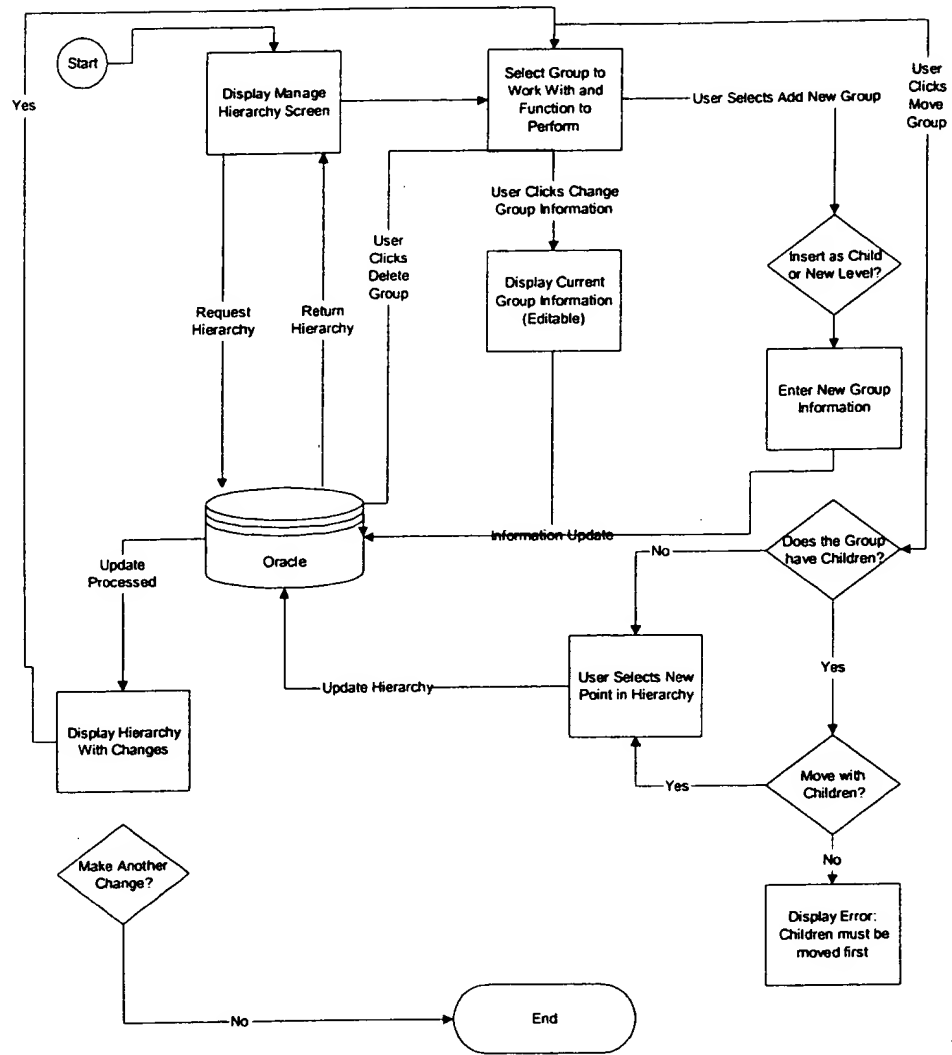 Start
Display Manage
Hierarchy Screen
Select Group to
Work With and
Function to
Perform
User Selects Add New Group
User
Clicks
Move
Group
Yes
User Clicks Change
Group Information
User
Clicks
Delete
Group
Insert as Child
or New Level?
Display Current
Group Information
(Editable)
Request
Hierarchy
Return
Hierarchy
Enter New Group
Information
Information Update
Oracle
No
Does the Group
have Children?
Update
Processed
Yes
User Selects New
Point in Hierarchy
Update Hierarchy
Display Hierarchy
With Changes
Yes
Move with
Children?
No
Make Another
Change?
Display Error:
Children must be
moved first
No
End